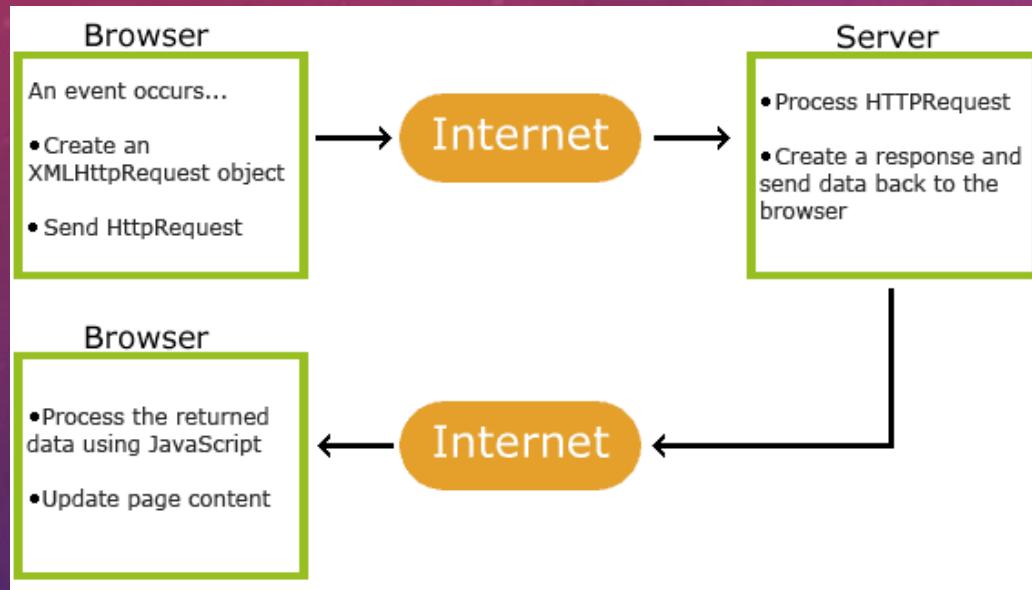 Browser
An event occurs...
•Create an
XMLHttpRequest object
• Send HttpRequest
Internet
Server
• Process HTTPRequest
•Create a response and
send data back to the
browser
Browser
•Process the returned
data using JavaScript
•Update page content
Internet